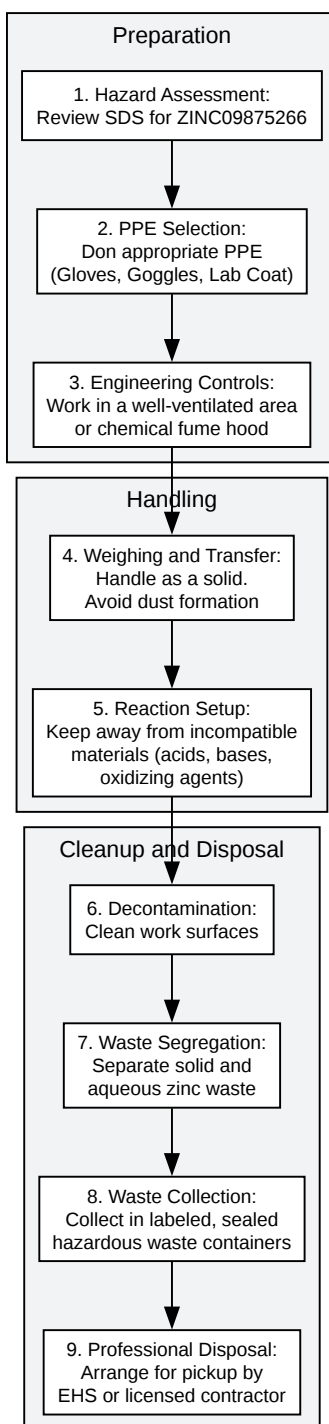 Preparation
1. Hazard Assessment:
Review SDS for ZINC09875266
2. PPE Selection:
Don appropriate PPE
(Gloves, Goggles, Lab Coat)
3. Engineering Controls:
Work in a well-ventilated area
or chemical fume hood
Handling
4. Weighing and Transfer:
Handle as a solid.
Avoid dust formation
5. Reaction Setup:
Keep away from incompatible
materials (acids, bases,
oxidizing agents)
Cleanup and Disposal
6. Decontamination:
Clean work surfaces
7. Waste Segregation:
Separate solid and
aqueous zinc waste
8. Waste Collection:
Collect in labeled, sealed
hazardous waste containers
9. Professional Disposal:
Arrange for pickup by
EHS or licensed contractor